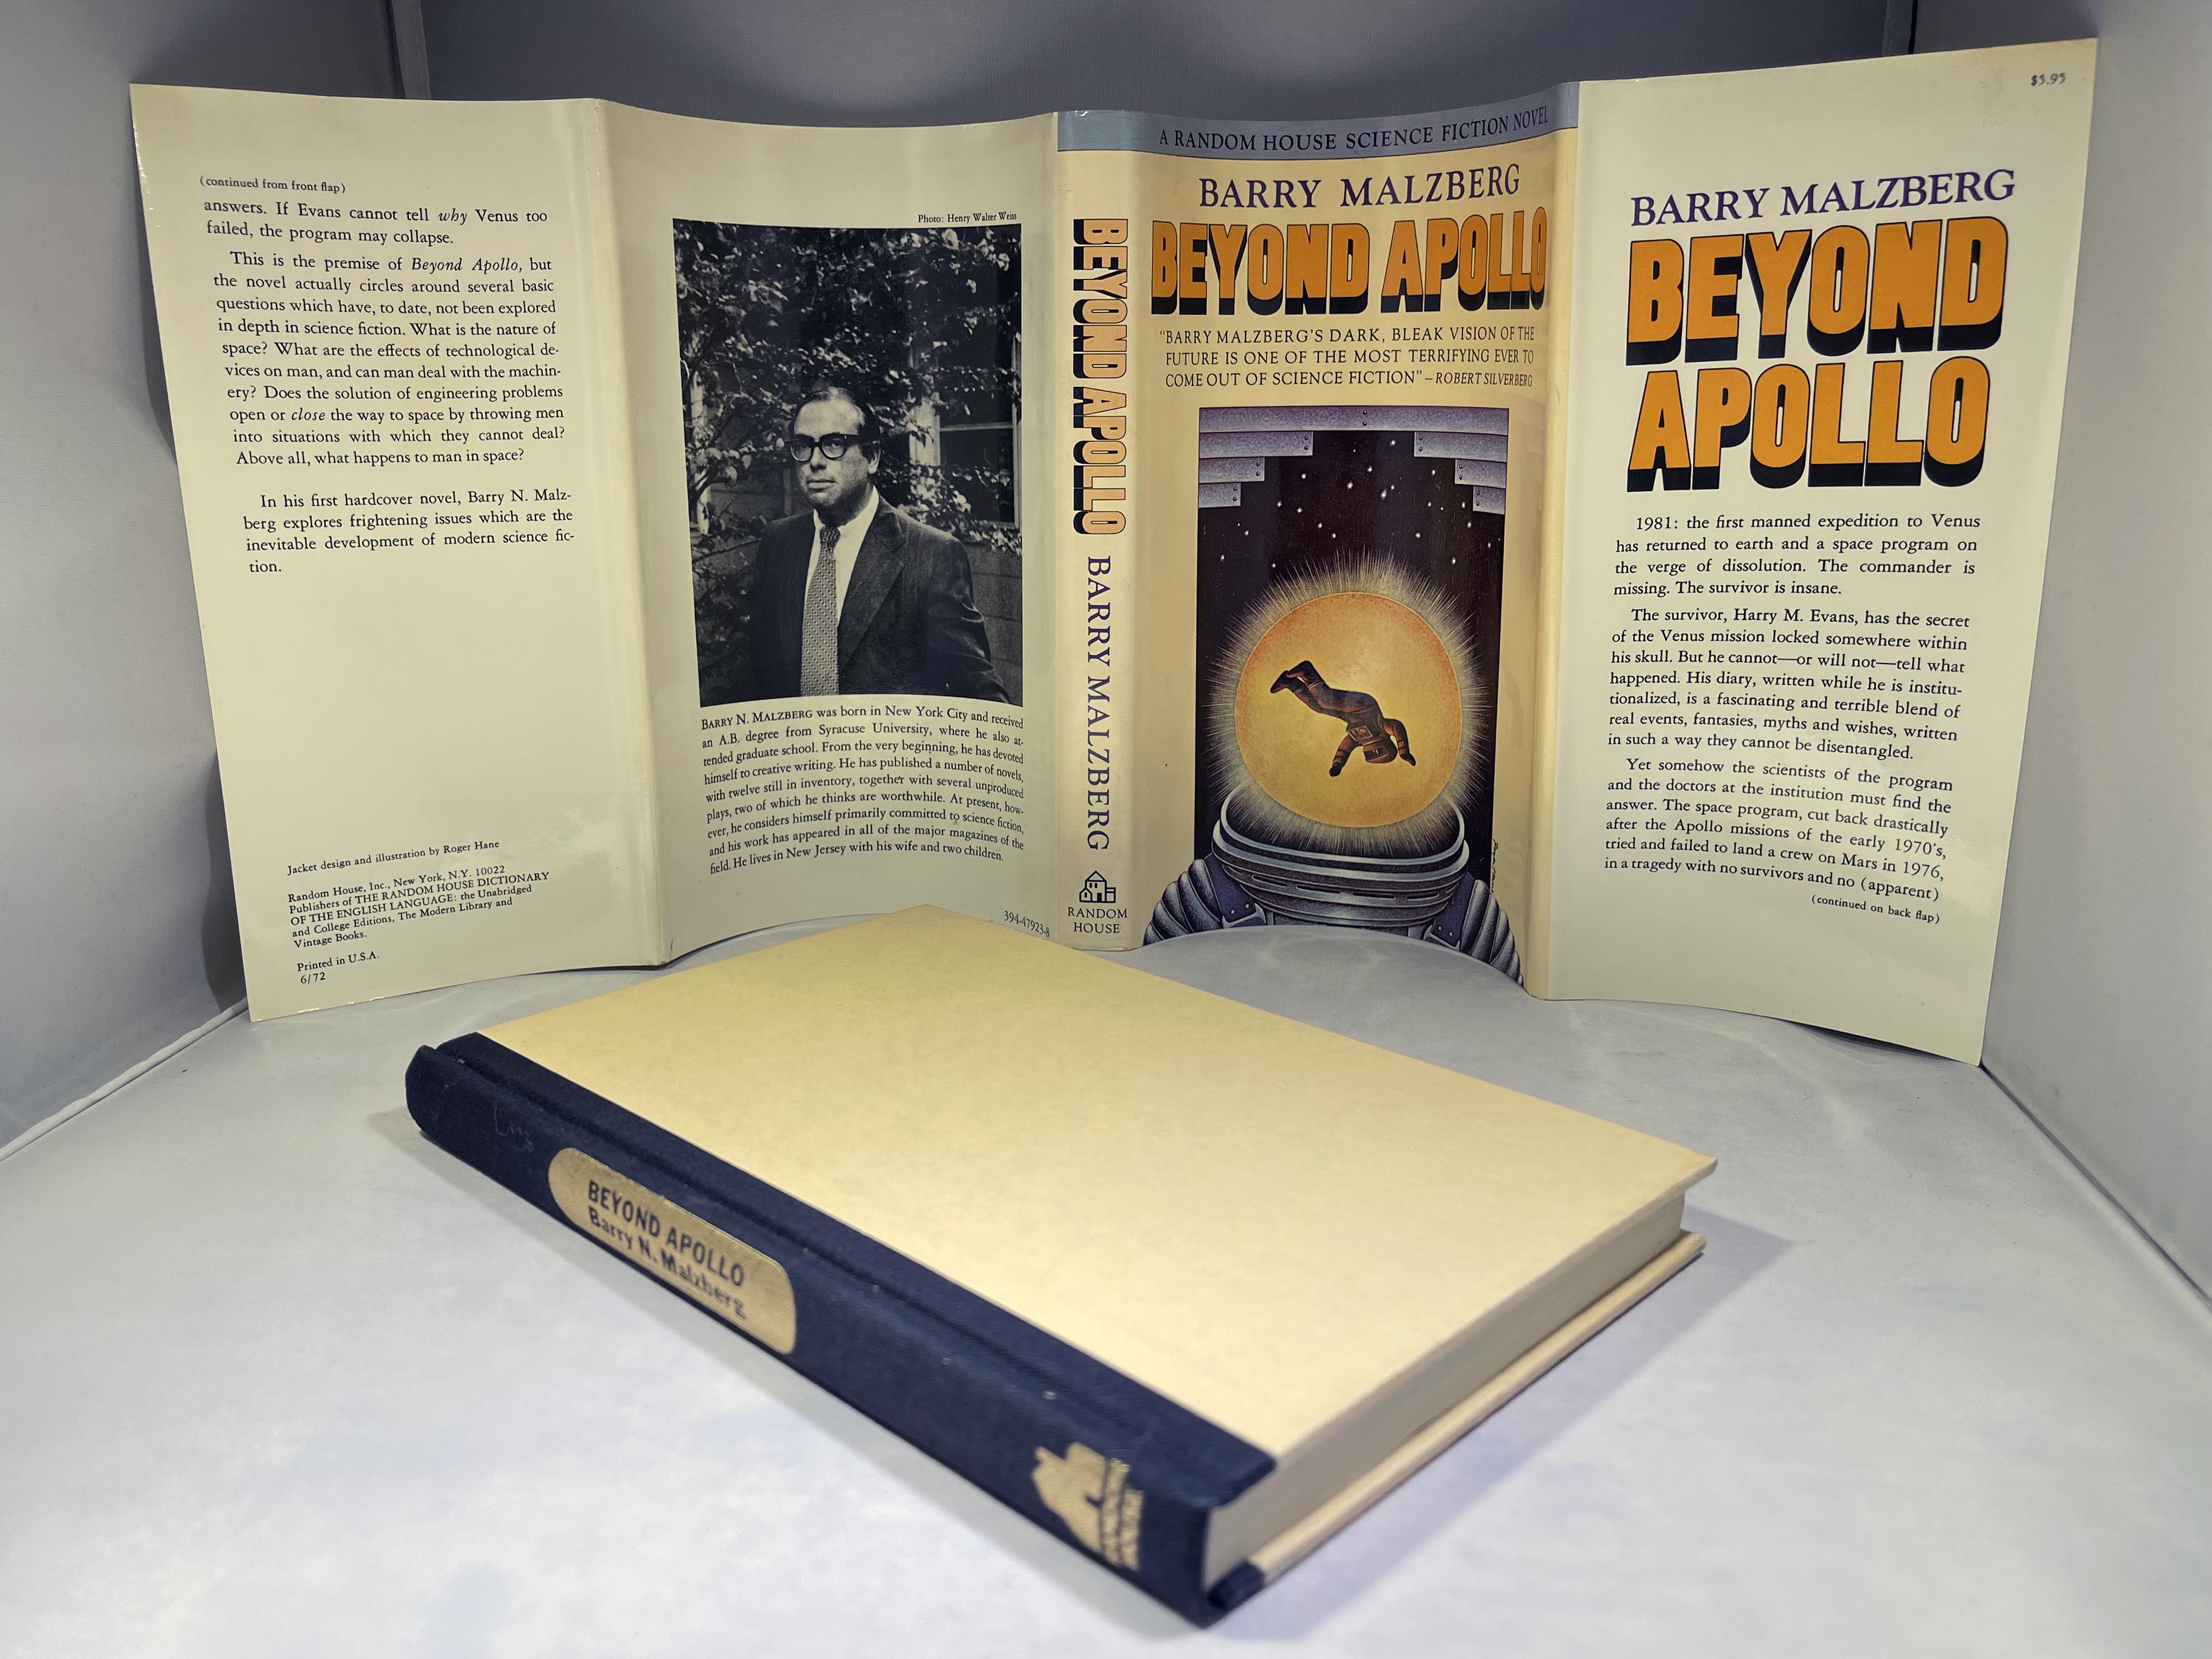 (continued from front flap)
answers. If Evans cannot tell why Venus too
failed, the program may collapse.
This is the premise of Beyond Apollo, but
the novel actually circles around several basic
questions which have, to date, not been explored
in depth in science fiction. What is the nature of
space? What are the effects of technological de-
vices on man, and can man deal with the machin-
ery? Does the solution of engineering problems
open or close the way to space by throwing men
into situations with which they cannot deal?
Above all, what happens to man in space?
In his first hardcover novel, Barry N. Malz-
berg explores frightening issues which are the
inevitable development of modern science fic-
tion.
Jacket design and illustration by Roger Hane
Random House, Inc., New York, N.Y. 10022
Publishers of THE RANDOM HOUSE DICTIONARY
OF THE ENGLISH LANGUAGE: the Unabridged
and College Editions, The Modern Library and
Vintage Books.
Printed in U.S.A.
6/72
Photo: Henry Walter Weiss
BARRY N. MALZBERG was born in New York City and received
an A.B. degree from Syracuse University, where he also at-
tended graduate school. From the very beginning, he has devoted
himself to creative writing. He has published a number of novels,
with twelve still in inventory, together with several unproduced
plays, two of which he thinks are worthwhile. At present, how-
ever, he considers himself primarily committed to science fiction,
and his work has appeared in all of the major magazines of the
field. He lives in New Jersey with his wife and two children.
394-47923-8
BEYOND APOLLO BARRY MALZBERG
RANDOM
HOUSE
A RANDOM HOUSE SCIENCE FICTION NOVEL
BARRY MALZBERG
BEYOND APOLLO
"BARRY MALZBERG'S DARK, BLEAK VISION OF THE
FUTURE IS ONE OF THE MOST TERRIFYING EVER TO
COME OUT OF SCIENCE FICTION" – ROBERT SILVERBERG
$5.95
BARRY MALZBERG
BEYOND
APOLLO
1981: the first manned expedition to Venus
has returned to earth and a space program on
the verge of dissolution. The commander is
missing. The survivor is insane.
The survivor, Harry M. Evans, has the secret
of the Venus mission locked somewhere within
his skull. But he cannot—or will not—tell what
happened. His diary, written while he is institu-
tionalized, is a fascinating and terrible blend of
real events, fantasies, myths and wishes, written
in such a way they cannot be disentangled.
Yet somehow the scientists of the program
and the doctors at the institution must find the
answer. The space program, cut back drastically
after the Apollo missions of the early 1970's,
tried and failed to land a crew on Mars in 1976,
in a tragedy with no survivors and no (apparent)
(continued on back flap)
BEYOND APOLLO
Barry N. Malzberg
RANDOM
HOUSE